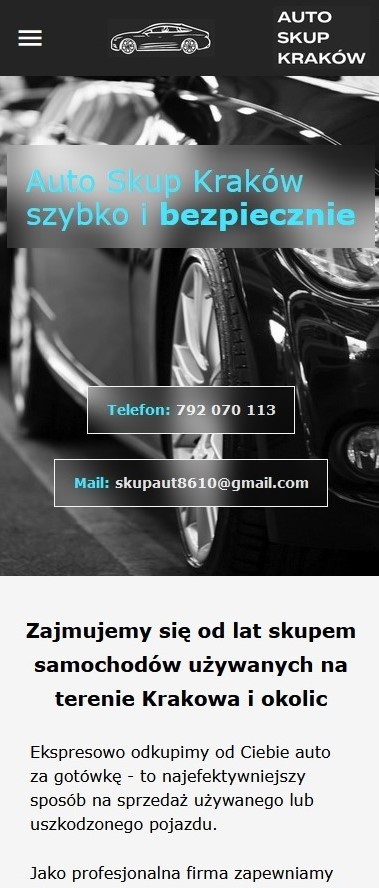 AUTO
SKUP
KRAKÓW
Auto Skup Kraków
szybko i bezpiecznie
Telefon: 792 070 113
Mail: skupaut8610@gmail.com
Zajmujemy się od lat skupem
samochodów używanych na
terenie Krakowa i okolic
Ekspresowo odkupimy od Ciebie auto
za gotówkę - to najefektywniejszy
sposób na sprzedaż używanego lub
uszkodzonego pojazdu.
Jako profesjonalna firma zapewniamy